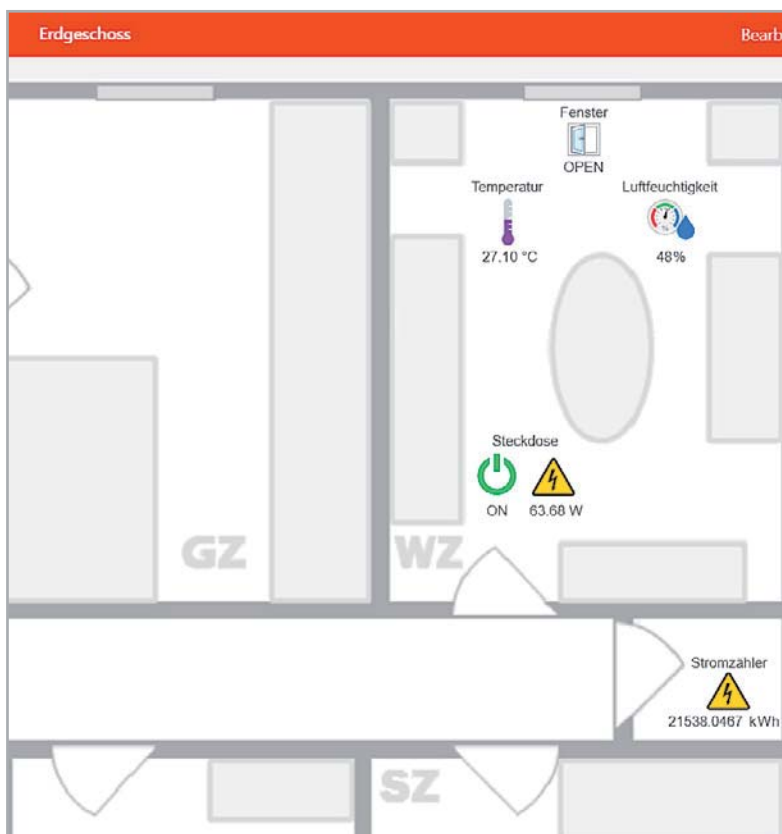 Erdgeschoss
Bearb
Fenster
OPEN
Temperatur
Luftfeuchtigkeit
%
27.10 °C
48%
Steckdose
ON
63.68 W
GZ
WZ
Stromzähler
21538.0467 kWh
SZ